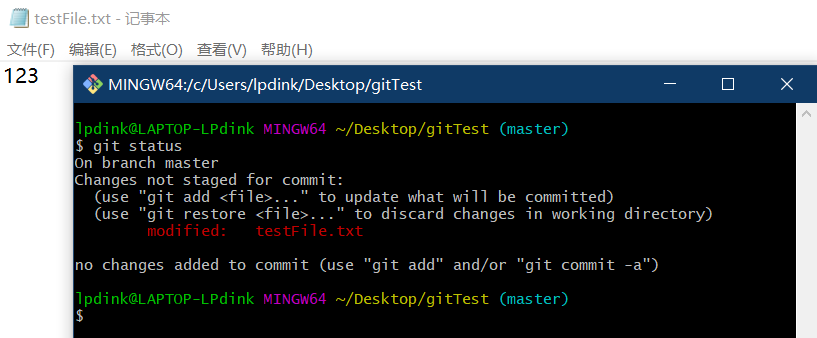 testFile.txt - 记事本
文件(F) 编辑(E) 格式(O) 查看(V) 帮助(H)
123
MINGW64:/c/Users/lpdink/Desktop/gitTest
lpdink@LAPTOP-LPdink MINGW64 ~/Desktop/gitTest (master)
$ git status
On branch master
Changes not staged for commit:
  (use "git add <file>..." to update what will be committed)
  (use "git restore <file>..." to discard changes in working directory)
        modified:   testFile.txt
no changes added to commit (use "git add" and/or "git commit -a")
lpdink@LAPTOP-LPdink MINGW64 ~/Desktop/gitTest (master)
$